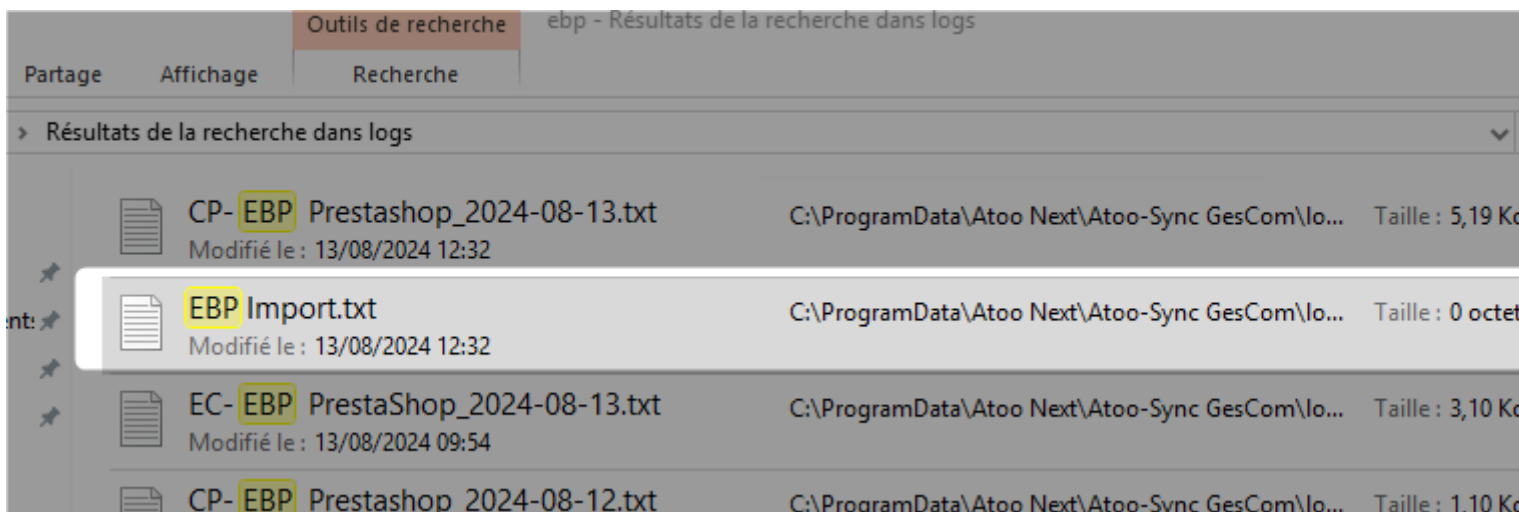 Outils de recherche
ebp - Résultats de la recherche dans logs
Partage
Affichage
Recherche
> Résultats de la recherche dans logs
CP-EBP Prestashop_2024-08-13.txt
C:\ProgramData\Atoo Next\Atoo-Sync GesCom\lo...
Taille : 5,19 Ko
Modifié le : 13/08/2024 12:32
EBP Import.txt
C:\ProgramData\Atoo Next\Atoo-Sync GesCom\lo...
Taille : 0 octet
Modifié le : 13/08/2024 12:32
EC-EBP PrestaShop_2024-08-13.txt
C:\ProgramData\Atoo Next\Atoo-Sync GesCom\lo...
Taille : 3,10 Ko
Modifié le : 13/08/2024 09:54
CP-EBP Prestashop_2024-08-12.txt
C:\ProgramData\Atoo Next\Atoo-Sync GesCom\lo...
Taille : 1,10 Ko